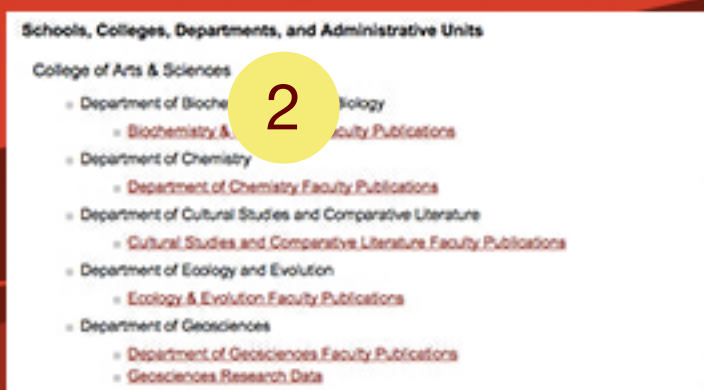 Schools, Colleges, Departments, and Administrative Units
College of Arts & Sciences
Department of Bioche Biology
2
Biochemistry & culty Publications
Department of Chemistry
Department of Chemistry Faculty Publications
Department of Cultural Studies and Comparative Literature
Cultural Studies and Comparative Literature Faculty Publications
Department of Ecology and Evolution
Ecology & Evolution Faculty Publications
Department of Geosciences
Department of Geosciences Faculty Publications
Geosciences Research Data